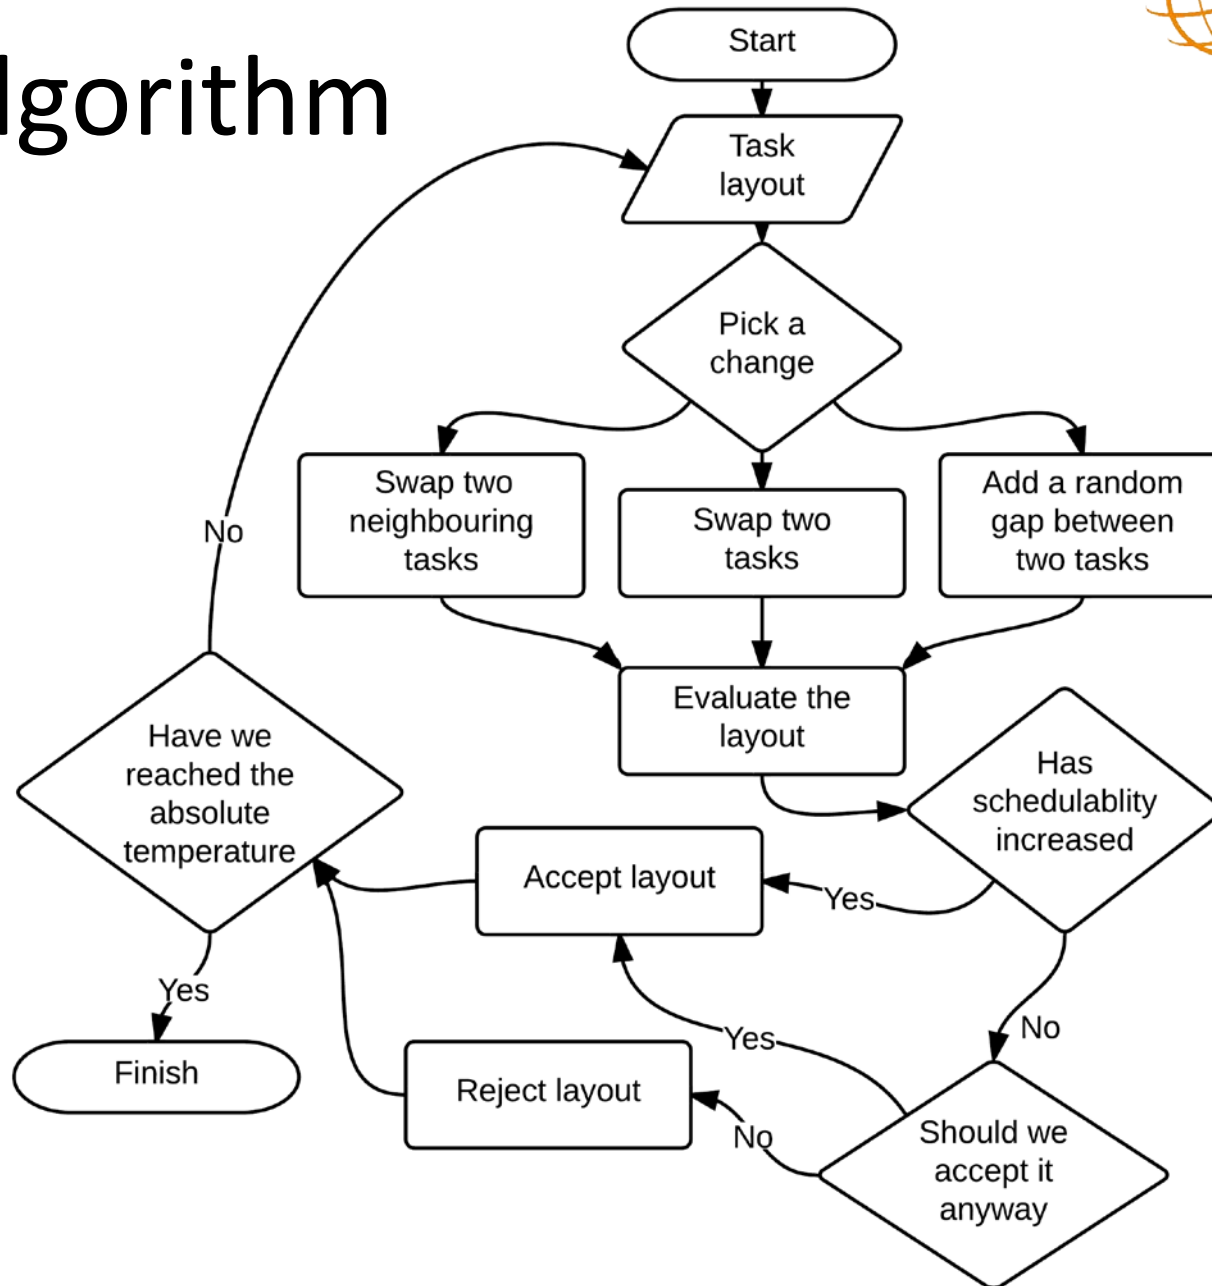 lgorithm
Start
Task
layout
Pick a
change
Swap two
neighbouring
tasks
Swap two
tasks
Add a random
gap between
two tasks
No
Evaluate the
layout
Has
schedulablity
increased
Have we
reached the
absolute
temperature
Accept layout
Yes
Yes
No
Yes
Finish
Reject layout
No
Should we
accept it
anyway